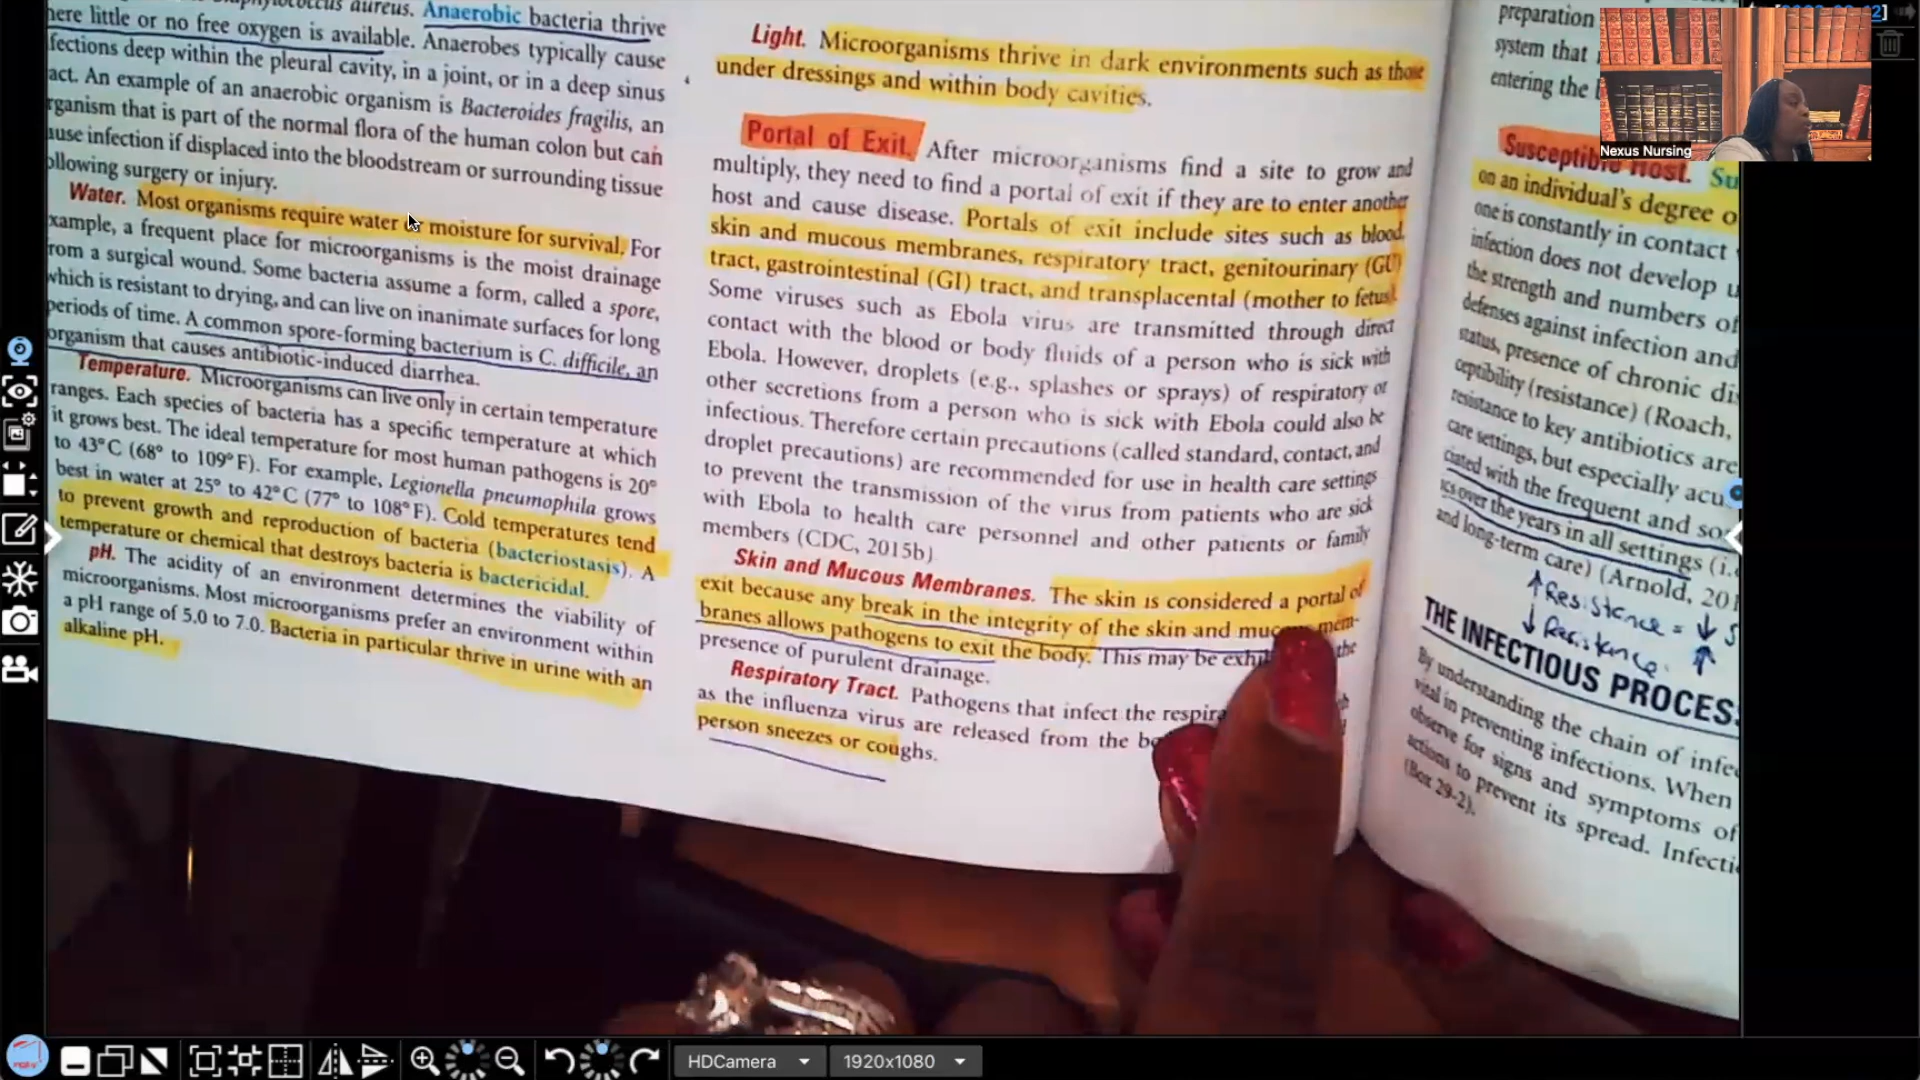 Staphylococcus aureus. Anaerobic bacteria thrive
here little or no free oxygen is available. Anaerobes typically cause
fections deep within the pleural cavity, in a joint, or in a deep sinus
act. An example of an anaerobic organism is Bacteroides fragilis, an
rganism that is part of the normal flora of the human colon but can
ause infection if displaced into the bloodstream or surrounding tissue
ollowing surgery or injury.
Water. Most organisms require water or moisture for survival. For
xample, a frequent place for microorganisms is the moist drainage
rom a surgical wound. Some bacteria assume a form, called a spore,
which is resistant to drying, and can live on inanimate surfaces for long
periods of time. A common spore-forming bacterium is C. difficile, an
organism that causes antibiotic-induced diarrhea.
Temperature. Microorganisms can live only in certain temperature
ranges. Each species of bacteria has a specific temperature at which
it grows best. The ideal temperature for most human pathogens is 20°
to 43°C (68° to 109°F). For example, Legionella pneumophila grows
best in water at 25° to 42°C (77° to 108°F). Cold temperatures tend
to prevent growth and reproduction of bacteria (bacteriostasis). A
temperature or chemical that destroys bacteria is bactericidal.
pH. The acidity of an environment determines the viability of
microorganisms. Most microorganisms prefer an environment within
a pH range of 5.0 to 7.0. Bacteria in particular thrive in urine with an
alkaline pH.
Light. Microorganisms thrive in dark environments such as those
under dressings and within body cavities.
Portal of Exit. After microorganisms find a site to grow and
multiply, they need to find a portal of exit if they are to enter another
host and cause disease. Portals of exit include sites such as blood,
skin and mucous membranes, respiratory tract, genitourinary (GU)
tract, gastrointestinal (GI) tract, and transplacental (mother to fetus).
Some viruses such as Ebola virus are transmitted through direct
contact with the blood or body fluids of a person who is sick with
Ebola. However, droplets (e.g., splashes or sprays) of respiratory or
other secretions from a person who is sick with Ebola could also be
infectious. Therefore certain precautions (called standard, contact, and
droplet precautions) are recommended for use in health care settings
to prevent the transmission of the virus from patients who are sick
with Ebola to health care personnel and other patients or family
members (CDC, 2015b)
Skin and Mucous Membranes. The skin is considered a portal of
exit because any break in the integrity of the skin and mucous mem-
branes allows pathogens to exit the body. This may be the
presence of purulent drainage.
Respiratory Tract. Pathogens that infect the
as the influenza virus are released from the
person sneezes or coughs.
preparation
system that
entering the
Susceptible Host. Su
on an individual's degree o
one is constantly in contact
infection does not develop u
the strength and numbers of
defenses against infection and
status, presence of chronic di
ceptibility (resistance) (Roach,
resistance to key antibiotics are
care settings, but especially acu
ciated with the frequent and so
ics over the years in all settings (i.e
and long-term care) (Arnold, 201
↑ Resistance = ↓ S
↓ Resistance ↑
THE INFECTIOUS PROCES
By understanding the chain of infec
vital in preventing infections. When
observe for signs and symptoms of
actions to prevent its spread. Infecti
(Box 29-2).
Nexus Nursing
HDCamera
1920x1080